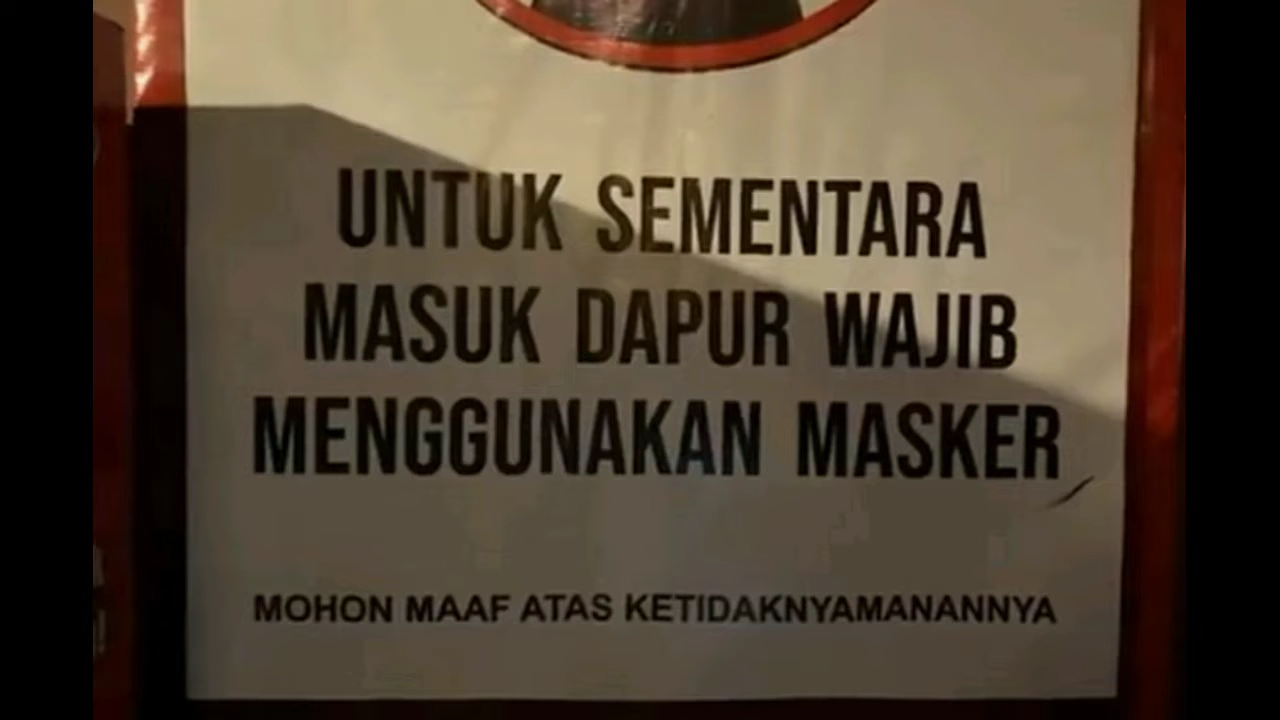 UNTUK SEMENTARA
MASUK DAPUR WAJIB
MENGGUNAKAN MASKER
MOHON MAAF ATAS KETIDAKNYAMANANNYA